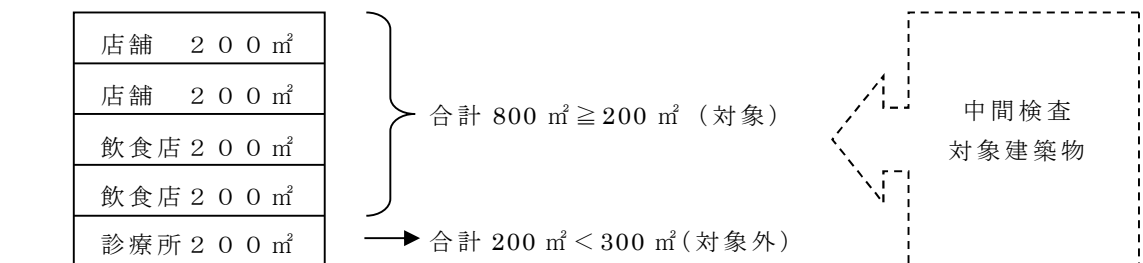 店舗　２００㎡
店舗　２００㎡
飲食店２００㎡
飲食店２００㎡
診療所２００㎡
合計 800 ㎡≧200 ㎡（対象）
合計 200 ㎡＜300 ㎡（対象外）
中間検査
対象建築物